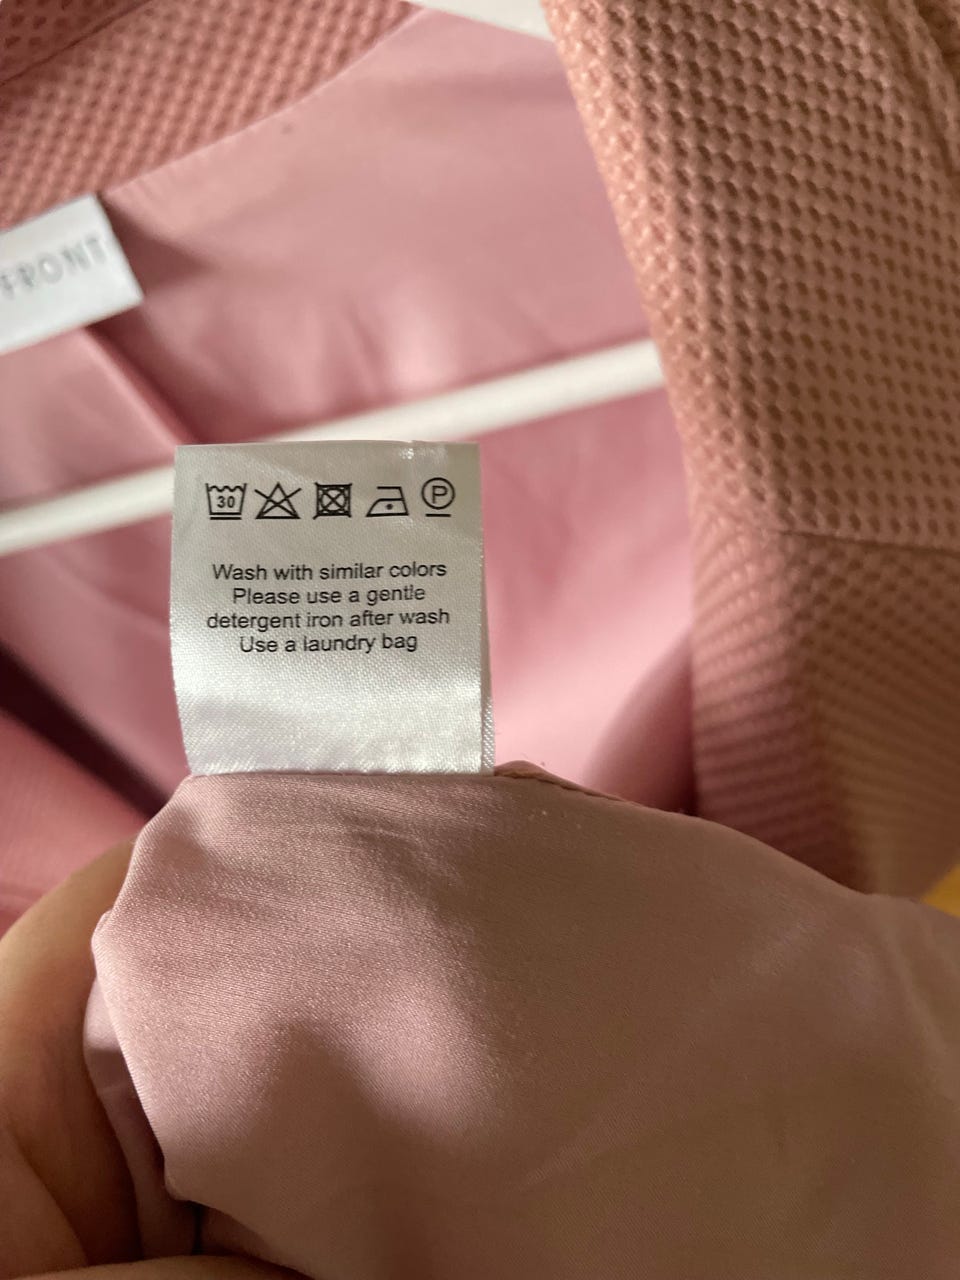 FRONT
30
P
Wash with similar colors
Please use a gentle
detergent iron after wash
Use a laundry bag